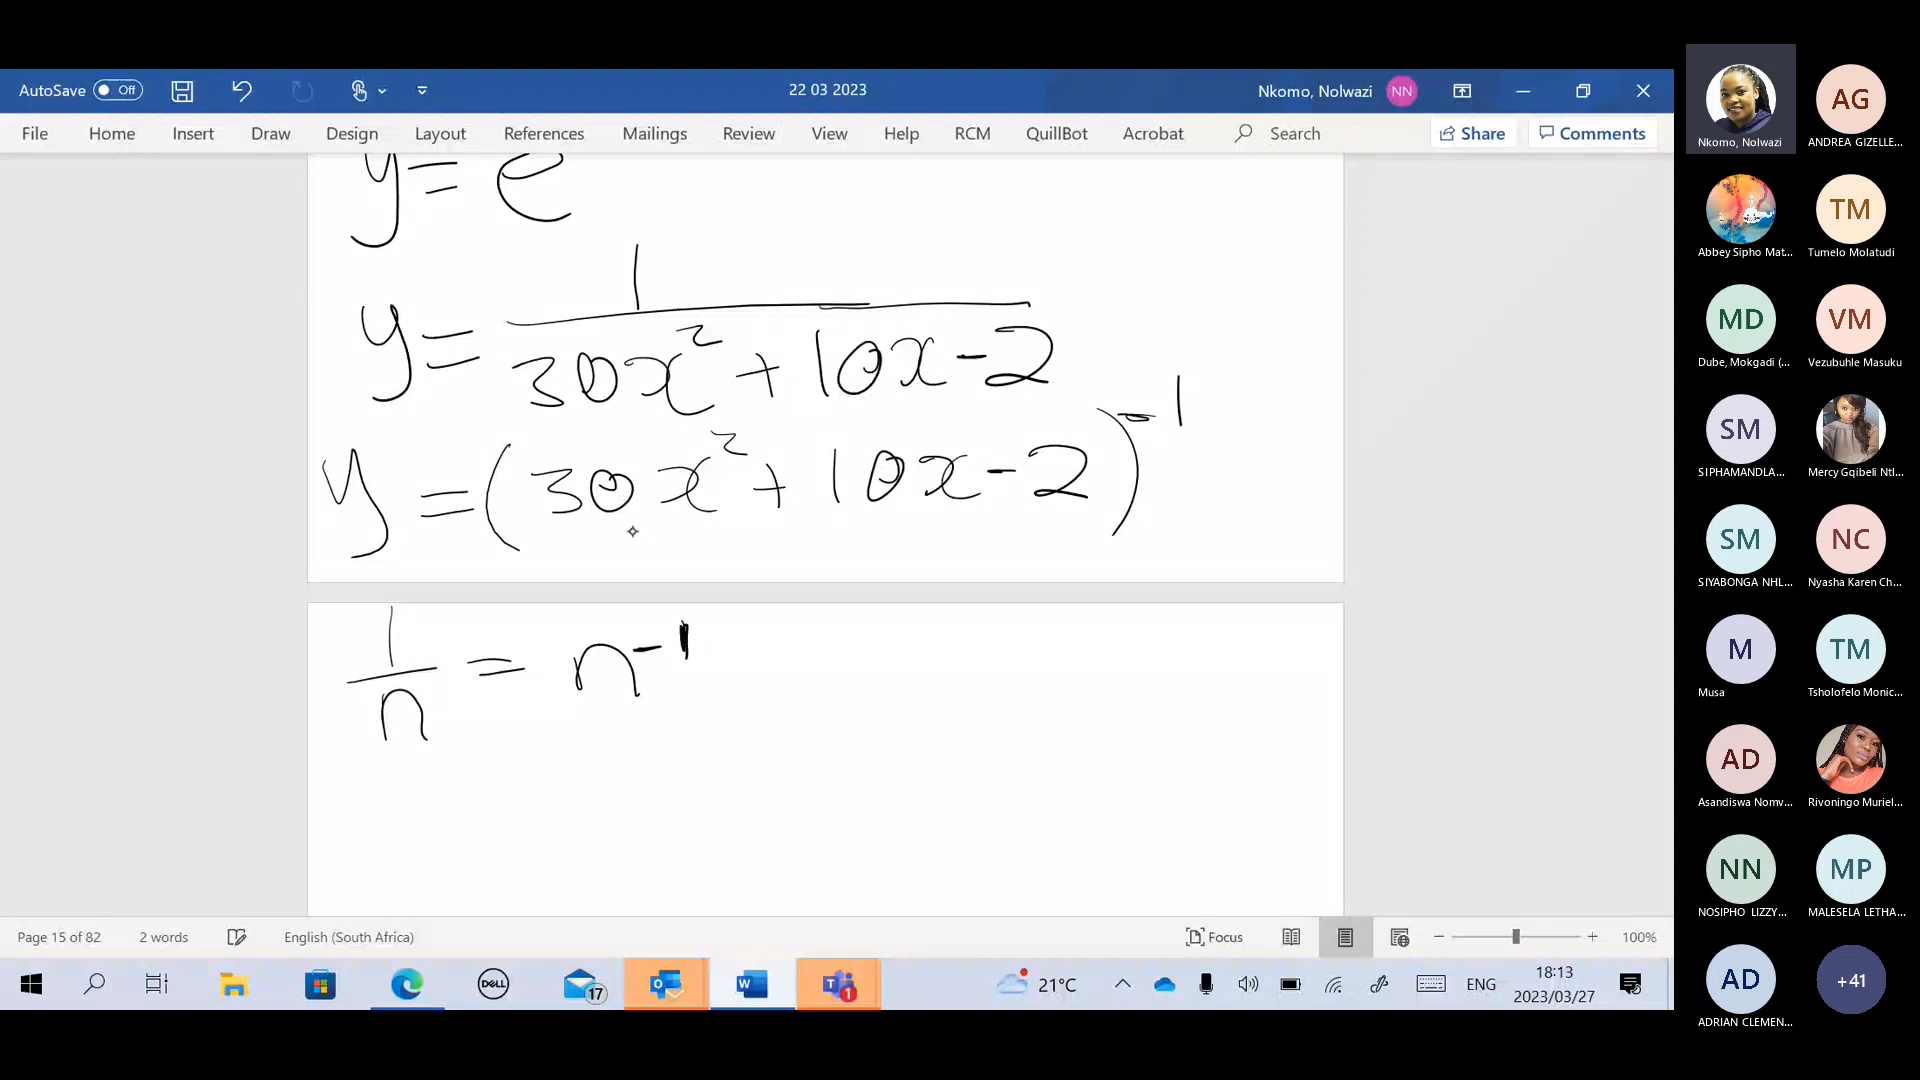 AutoSave Off
22 03 2023
Nkomo, Nolwazi NN
File Home Insert Draw Design Layout References Mailings Review View Help RCM QuillBot Acrobat Search Share Comments
y = e
y = 1 / 30x² + 10x - 2
y = (30x² + 10x - 2)⁻¹
1/n = n⁻¹
Page 15 of 82 2 words English (South Africa) Focus 100%
17 DELL 1 21°C ENG 18:13
2023/03/27
Nkomo, Nolwazi
AG
ANDREA GIZELLE...
Abbey Sipho Mat...
TM
Tumelo Molatudi
MD
Dube, Mokgadi (...
VM
Vezubuhle Masuku
SM
SIPHAMANDLA...
Mercy Gqibeli Ntl...
SM
SIYABONGA NHL...
NC
Nyasha Karen Ch...
M
Musa
TM
Tsholofelo Monic...
AD
Asandiswa Nomv...
Rivoningo Muriel...
NN
NOSIPHO LIZZY...
MP
MALESELA LETHA...
AD
ADRIAN CLEMEN...
+41